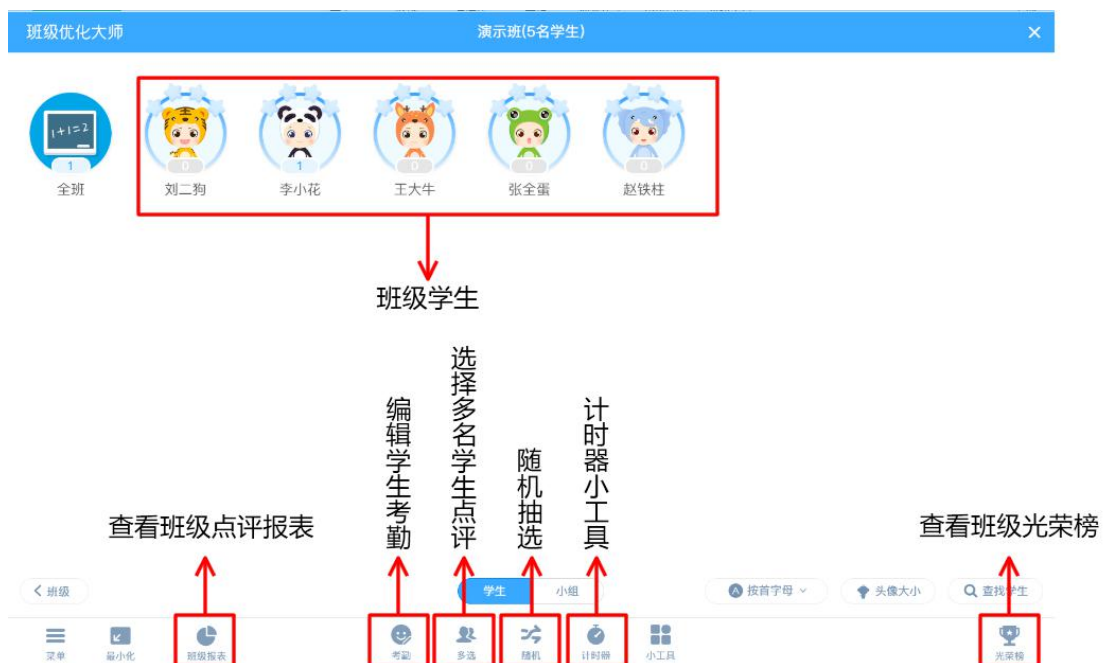 班级优化大师
演示班(5名学生)
1+1=2
1
0
1
0
0
0
全班
刘二狗
李小花
王大牛
张全蛋
赵铁柱
班级学生
查看班级点评报表
编辑学生考勤
选择多名学生点评
随机抽选
计时器小工具
查看班级光荣榜
班级
学生
小组
A 按首字母
头像大小
查找学生
菜单
最小化
班级报表
考勤
多选
随机
计时器
小工具
光荣榜